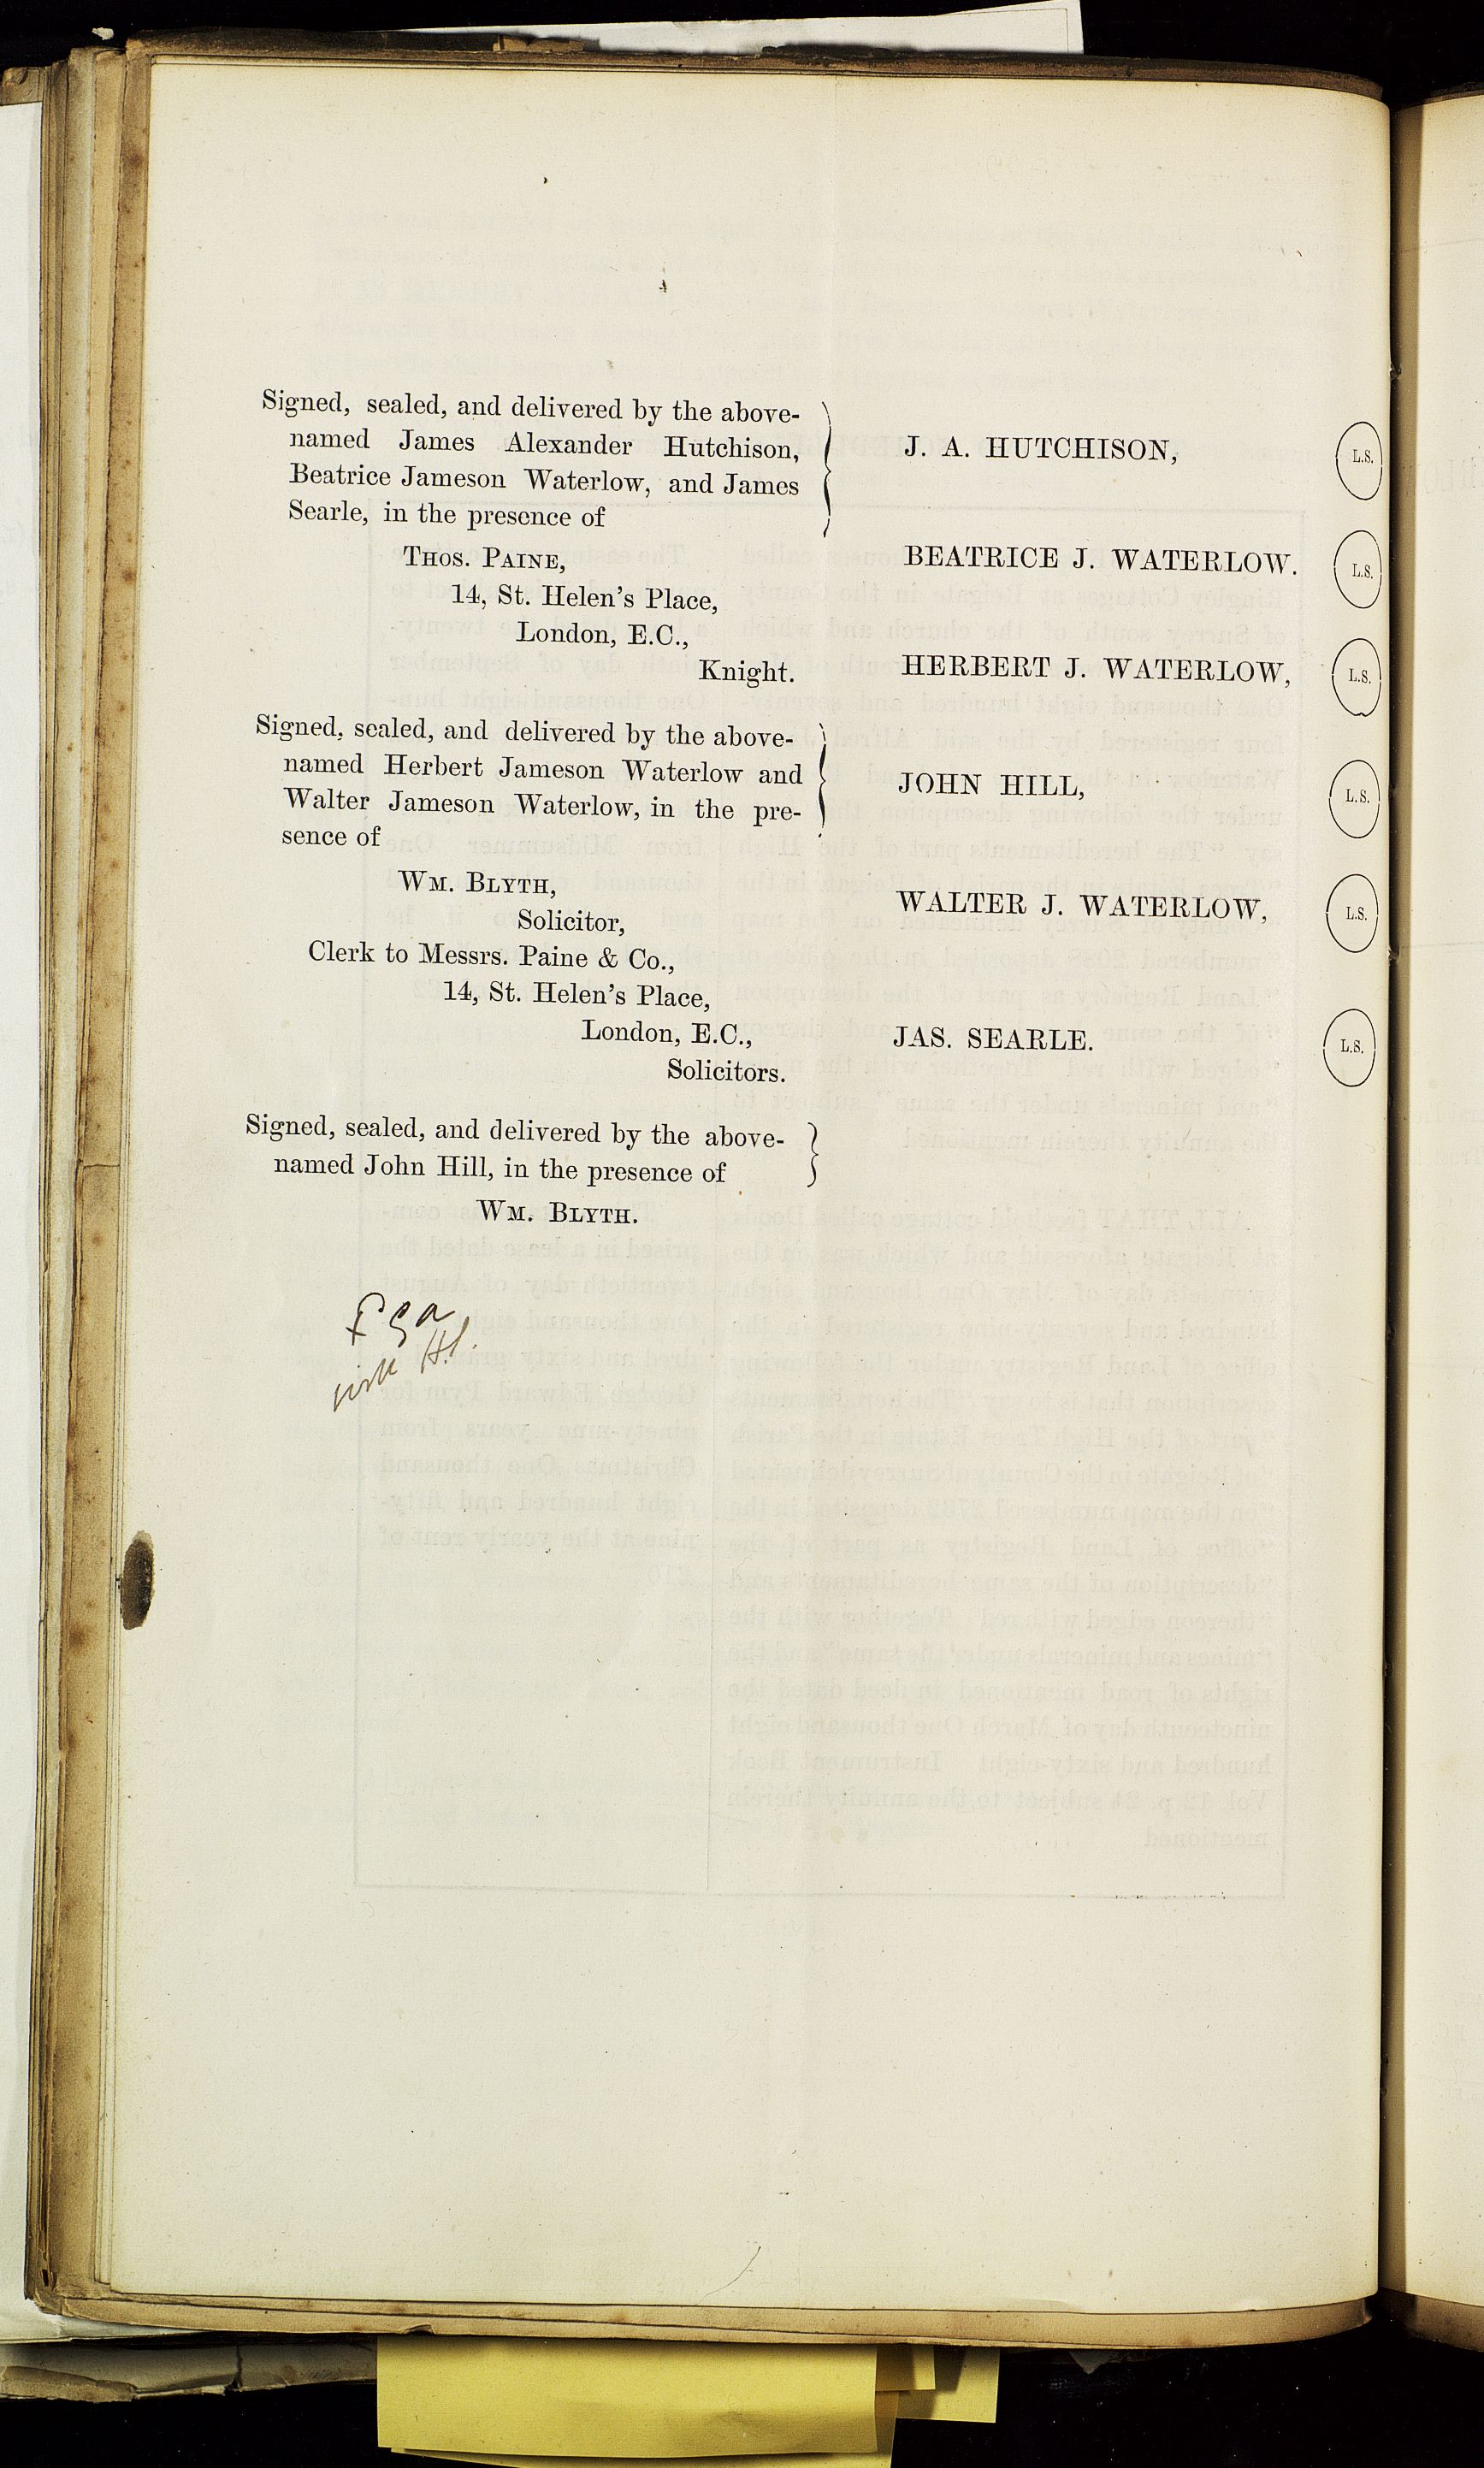 Signed, sealed, and delivered by the above-
named James Alexander Hutchison,
Beatrice Jameson Waterlow, and James
Searle, in the presence of
Thos. Paine,
14, St. Helen's Place,
London, E.C.,
Knight.
Signed, sealed, and delivered by the above-
named Herbert Jameson Waterlow and
Walter Jameson Waterlow, in the pre-
sence of
Wm. Blyth,
Solicitor,
Clerk to Messrs. Paine & Co.,
14, St. Helen's Place,
London, E.C.,
Solicitors.
Signed, sealed, and delivered by the above-
named John Hill, in the presence of
Wm. Blyth.
J. A. HUTCHISON, L.S.
BEATRICE J. WATERLOW. L.S.
HERBERT J. WATERLOW, L.S.
JOHN HILL, L.S.
WALTER J. WATERLOW, L.S.
JAS. SEARLE. L.S.